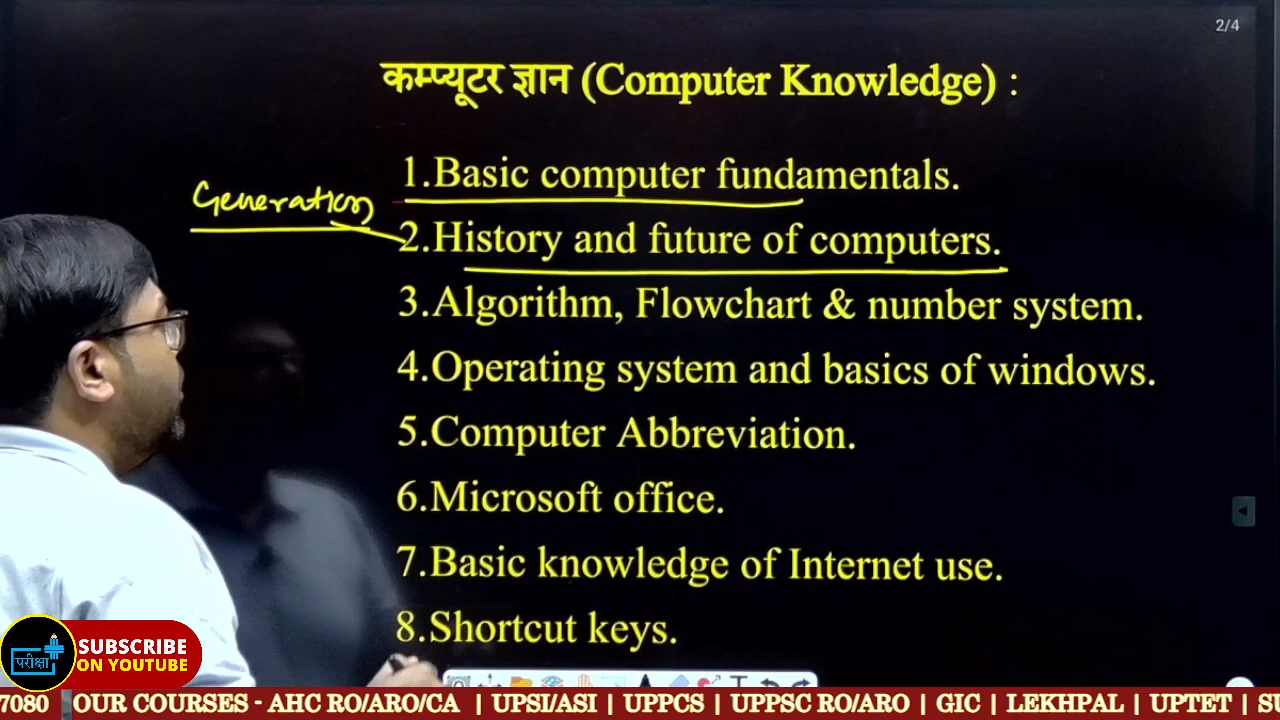 2/4
कम्प्यूटर ज्ञान (Computer Knowledge) :
1.Basic computer fundamentals.
Generation
2.History and future of computers.
3.Algorithm, Flowchart & number system.
4.Operating system and basics of windows.
5.Computer Abbreviation.
6.Microsoft office.
7.Basic knowledge of Internet use.
8.Shortcut keys.
परीक्षा
SUBSCRIBE
ON YOUTUBE
7080 OUR COURSES - AHC RO/ARO/CA | UPSI/ASI | UPPCS | UPPSC RO/ARO | GIC | LEKHPAL | UPTET |